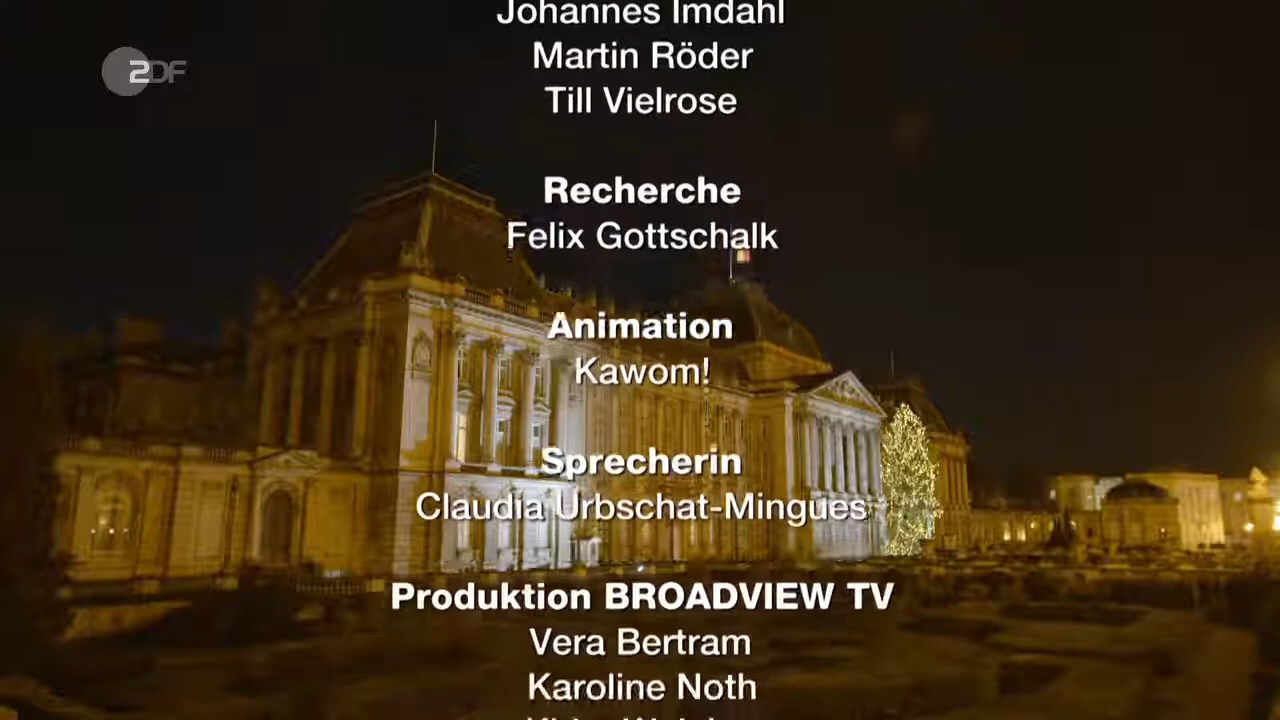 Johannes Imdahl
ZDF
Martin Röder
Till Vielrose
Recherche
Felix Gottschalk
Animation
Kawom!
Sprecherin
Claudia Urbschat-Mingues
Produktion BROADVIEW TV
Vera Bertram
Karoline Noth